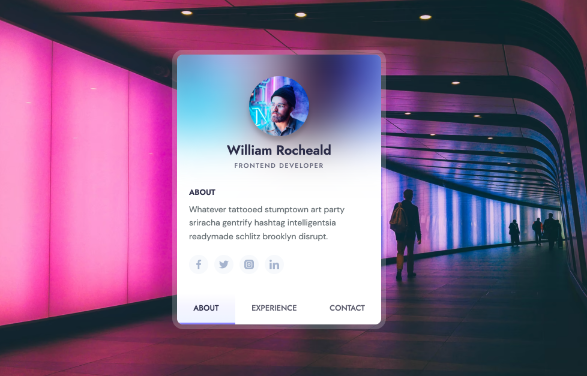 William Rocheald
FRONTEND DEVELOPER
ABOUT
Whatever tattooed stumptown art party
sriracha gentrify hashtag intelligentsia
readymade schlitz brooklyn disrupt.
ABOUT EXPERIENCE CONTACT